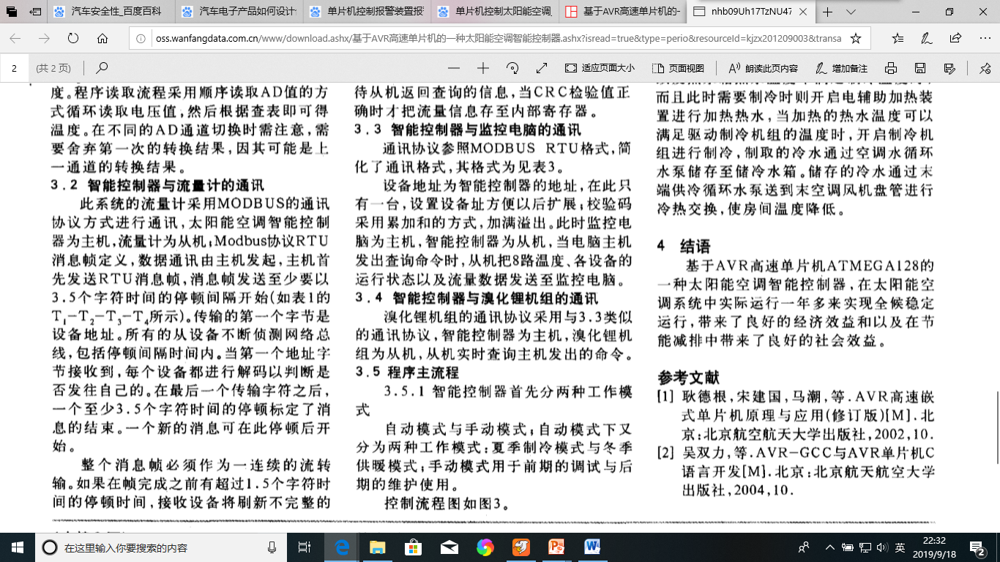 汽车安全性_百度百科
汽车电子产品如何设计
单片机控制报警装置报
单片机控制太阳能空调_
基于AVR高速单片机的一
nhb09Uh17TzNU47
oss.wanfangdata.com.cn/www/download.ashx/基于AVR高速单片机的一种太阳能空调智能控制器.ashx?isread=true&type=perio&resourceId=kjzx201209003&transa
2
(共 2 页)
适应页面大小
页面视图
朗读此页内容
增加备注
度。程序读取流程采用顺序读取AD值的方
式循环读取电压值,然后根据查表即可得
温度。在不同的AD通道切换时需注意,需
要舍弃第一次的转换结果,因其可能是上
一通道的转换结果。
3.2 智能控制器与流量计的通讯
此系统的流量计采用MODBUS的通讯
协议方式进行通讯,太阳能空调智能控制
器为主机,流量计为从机;Modbus协议RTU
消息帧定义,数据通讯由主机发起,主机首
先发送RTU消息帧,消息帧发送至少要以
3.5个字符时间的停顿间隔开始(如表1的
T1-T2-T3-T4所示)。传输的第一个字节是
设备地址。所有的从设备不断侦测网络总
线,包括停顿间隔时间内。当第一个地址字
节接收到,每个设备都进行解码以判断是
否发往自己的。在最后一个传输字符之后,
一个至少3.5个字符时间的停顿标定了消
息的结束。一个新的消息可在此停顿后开
始。
整个消息帧必须作为一连续的流转
输。如果在帧完成之前有超过1.5个字符时
间的停顿时间,接收设备将刷新不完整的
待从机返回查询的信息,当CRC检验值正
确时才把流量信息存至内部寄存器。
3.3 智能控制器与监控电脑的通讯
通讯协议参照MODBUS RTU格式,简
化了通讯格式,其格式为见表3。
设备地址为智能控制器的地址,在此只
有一台,设置设备址方便以后扩展;校验码
采用累加和的方式,加满溢出。此时监控电
脑为主机,智能控制器为从机,当电脑主机
发出查询命令时,从机把8路温度、各设备的
运行状态以及流量数据发送至监控电脑。
3.4 智能控制器与溴化锂机组的通讯
溴化锂机组的通讯协议采用与3.3类似
的通讯协议,智能控制器为主机,溴化锂机
组为从机,从机实时查询主机发出的命令。
3.5 程序主流程
3.5.1 智能控制器首先分两种工作模
式
自动模式与手动模式;自动模式下又
分为两种工作模式:夏季制冷模式与冬季
供暖模式;手动模式用于前期的调试与后
期的维护使用。
控制流程图如图3。
而且此时需要制冷时则开启电辅助加热装
置进行加热热水,当加热的热水温度可以
满足驱动制冷机组的温度时,开启制冷机
组进行制冷,制取的冷水通过空调水循环
水泵储存至储冷水箱。储存的冷水通过末
端供冷循环水泵送到末空调风机盘管进行
冷热交换,使房间温度降低。
4 结语
基于AVR高速单片机ATMEGA128的
一种太阳能空调智能控制器,在太阳能空
调系统中实际运行一年多来实现全候稳定
运行,带来了良好的经济效益和以及在节
能减排中带来了良好的社会效益。
参考文献
[1] 耿德根,宋建国,马潮,等.AVR高速嵌
式单片机原理与应用(修订版)[M].北
京:北京航空航天大学出版社,2002,10.
[2] 吴双力,等.AVR-GCC与AVR单片机C
语言开发[M].北京:北京航天航空大学
出版社,2004,10.
在这里输入你要搜索的内容
英
22:32
2019/9/18
2